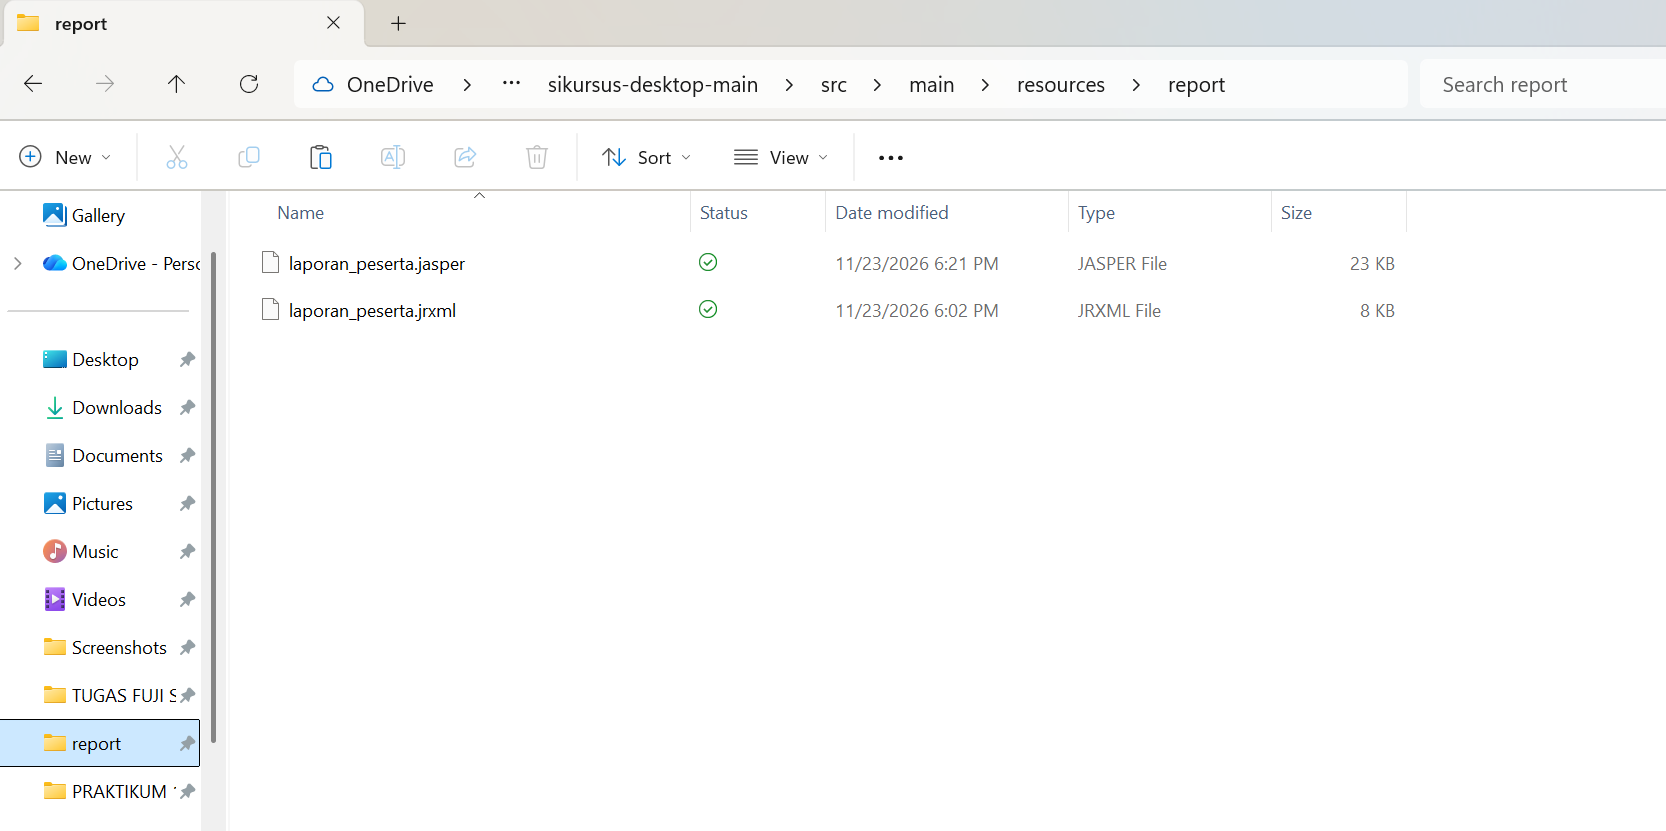 report
OneDrive > ... sikursus-desktop-main > src > main > resources > report
Search report
New
A
Sort
View
Gallery
OneDrive - Persc
Desktop
Downloads
Documents
Pictures
Music
Videos
Screenshots
TUGAS FUJI S
report
PRAKTIKUM 1
Name Status Date modified Type Size
laporan_peserta.jasper 11/23/2026 6:21 PM JASPER File 23 KB
laporan_peserta.jrxml 11/23/2026 6:02 PM JRXML File 8 KB